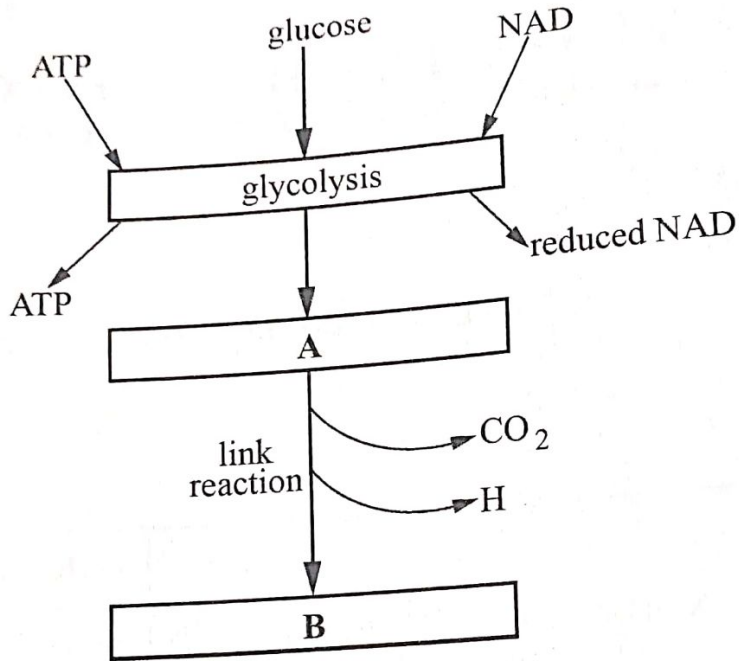 glucose
NAD
ATP
glycolysis
reduced NAD
ATP
A
CO2
link
reaction
H
B